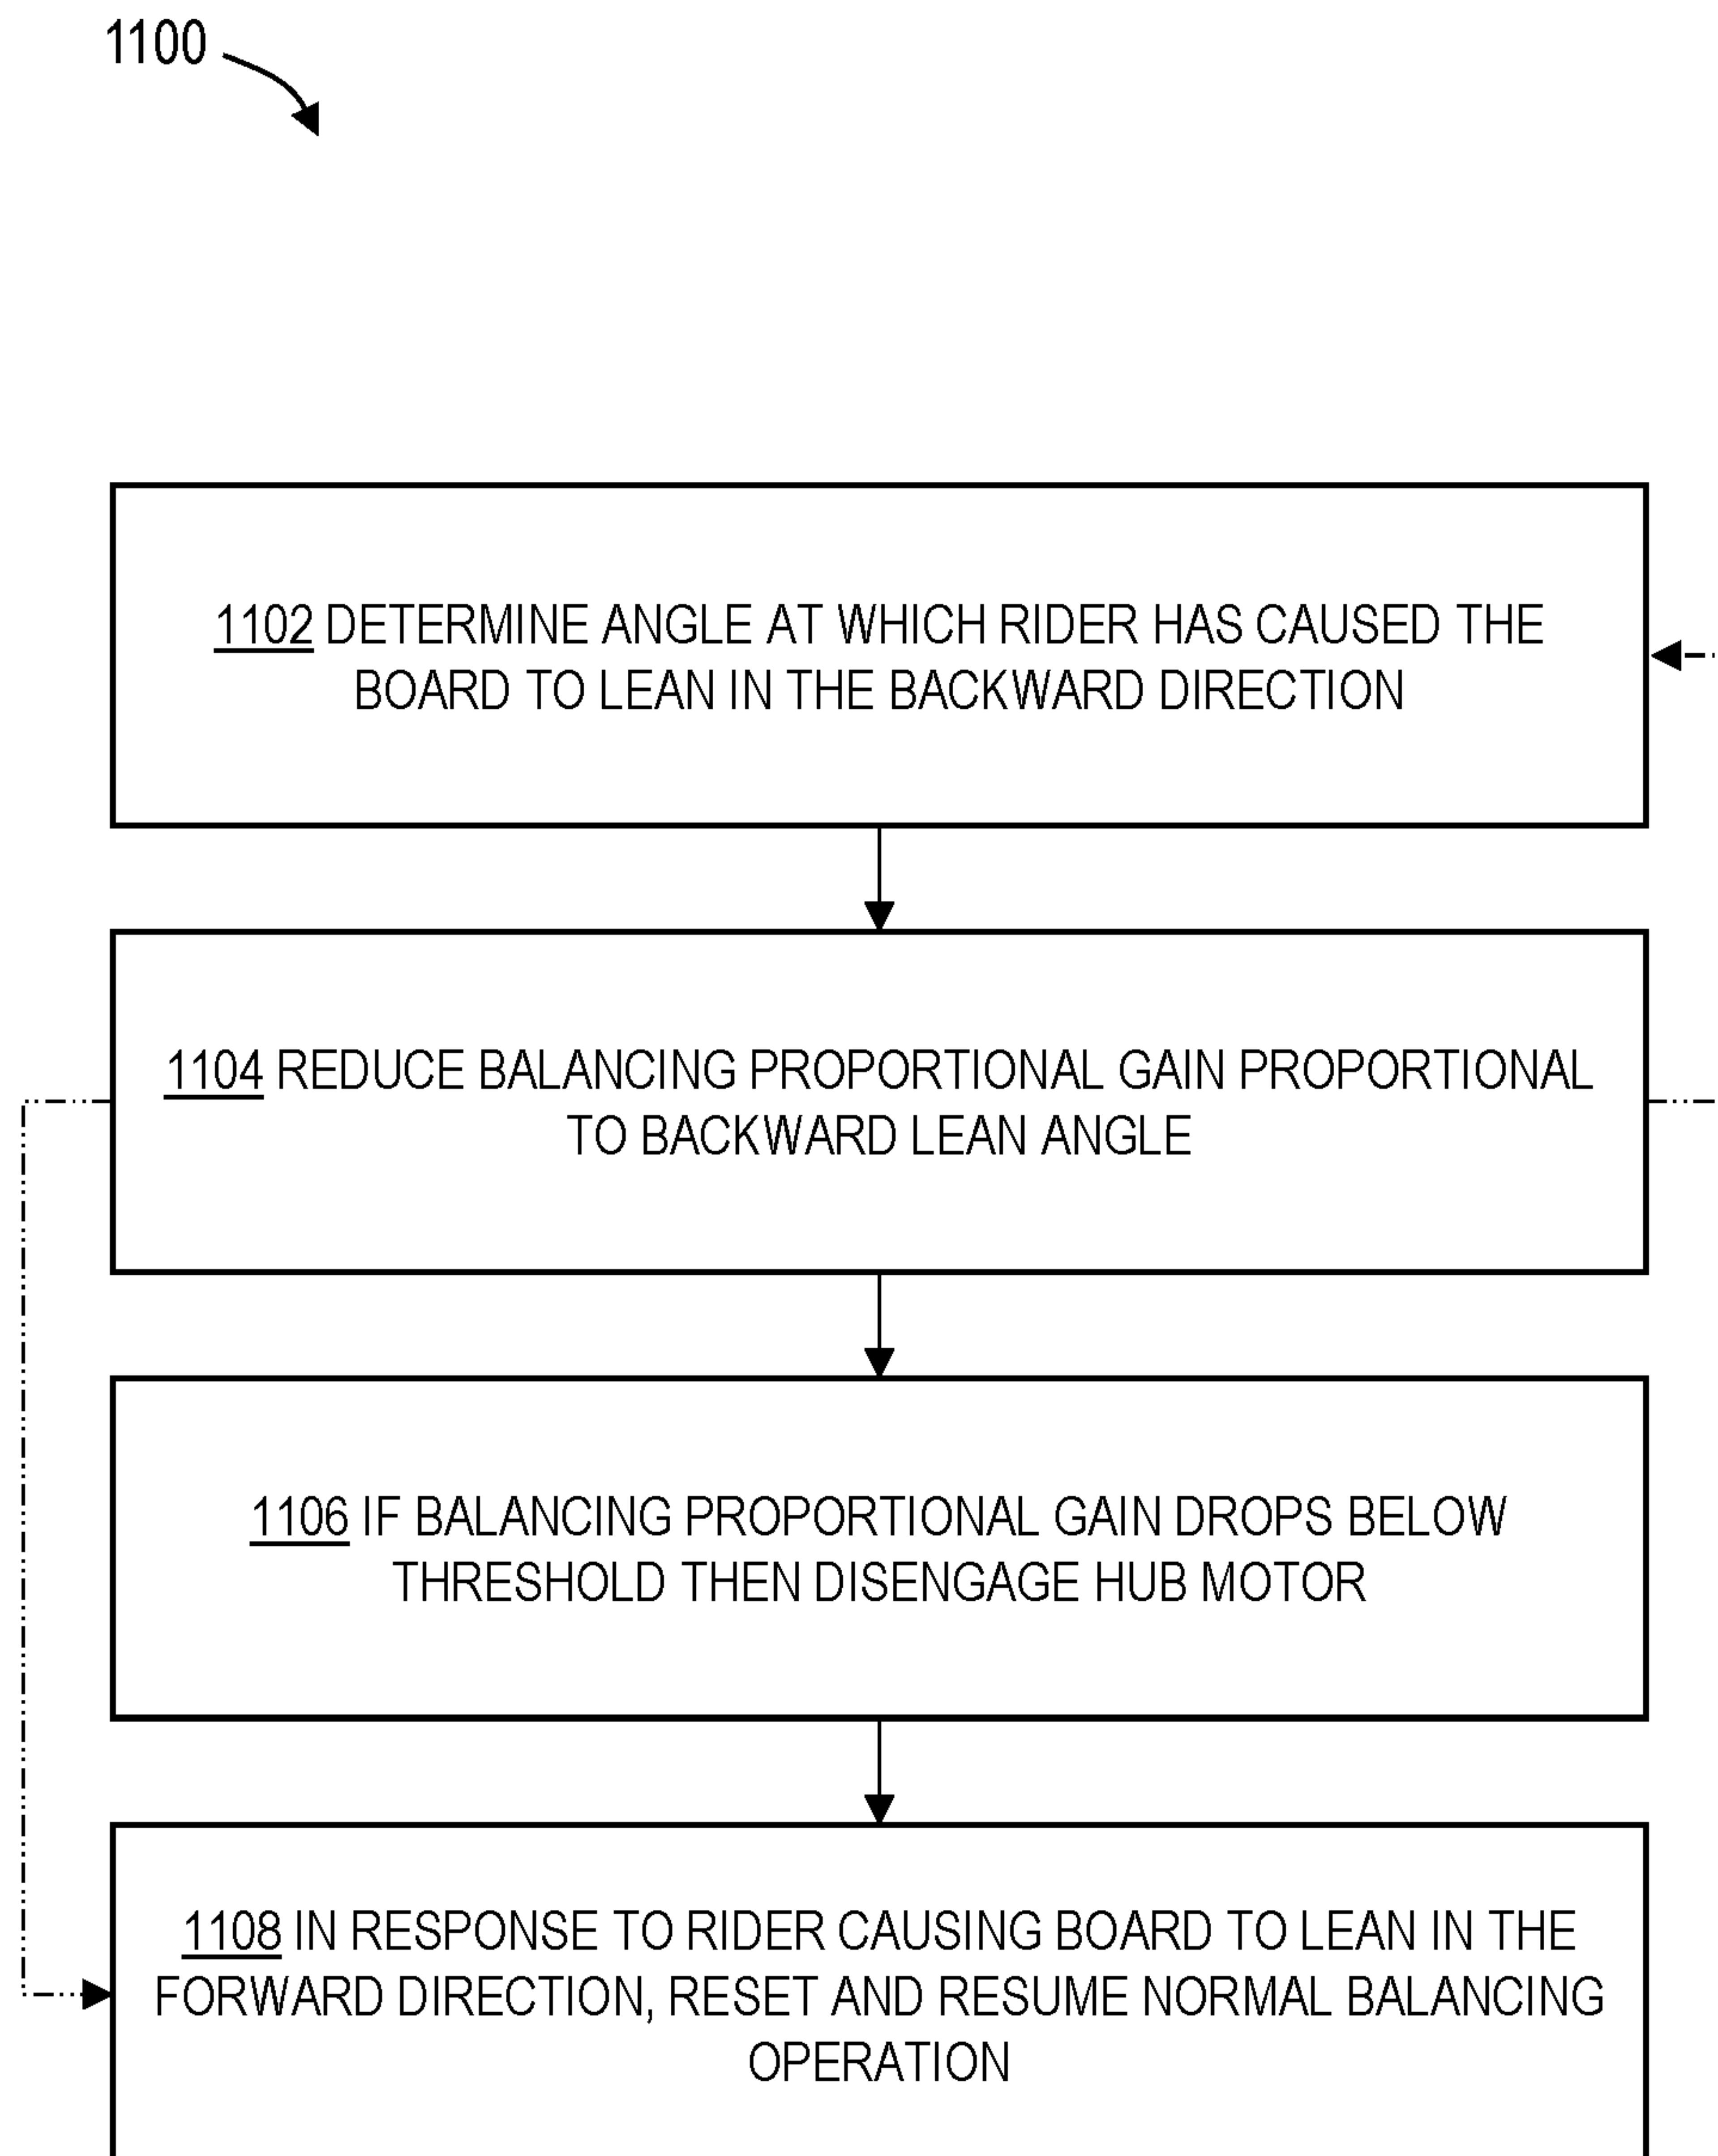 1100
1102 DETERMINE ANGLE AT WHICH RIDER HAS CAUSED THE
BOARD TO LEAN IN THE BACKWARD DIRECTION
1104 REDUCE BALANCING PROPORTIONAL GAIN PROPORTIONAL
TO BACKWARD LEAN ANGLE
1106 IF BALANCING PROPORTIONAL GAIN DROPS BELOW
THRESHOLD THEN DISENGAGE HUB MOTOR
1108 IN RESPONSE TO RIDER CAUSING BOARD TO LEAN IN THE
FORWARD DIRECTION, RESET AND RESUME NORMAL BALANCING
OPERATION